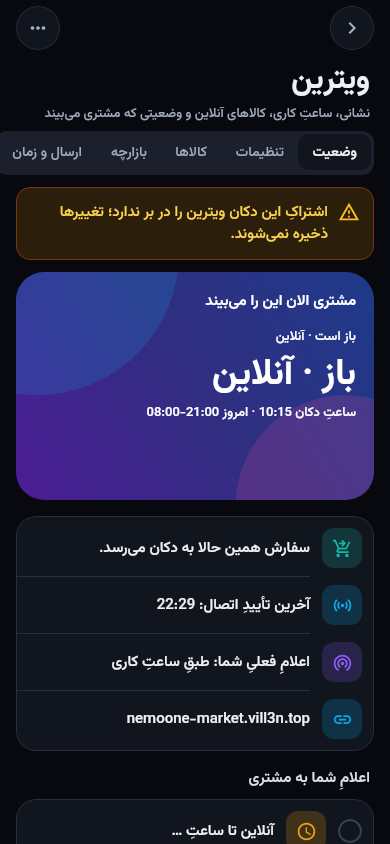 ویترین
نشانی، ساعتِ کاری، کالاهای آنلاین و وضعیتی که مشتری می‌بیند
وضعیت
تنظیمات
کالاها
بازارچه
ارسال و زمان
اشتراکِ این دکان ویترین را در بر ندارد؛ تغییرها
ذخیره نمی‌شوند.
مشتری الان این را می‌بیند
باز است · آنلاین
باز · آنلاین
ساعتِ دکان 10:15 · امروز 21:00–08:00
سفارش همین حالا به دکان می‌رسد.
آخرین تأییدِ اتصال: 22:29
اعلامِ فعلیِ شما: طبقِ ساعتِ کاری
nemoone-market.vill3n.top
اعلامِ شما به مشتری
آنلاین تا ساعتِ ...